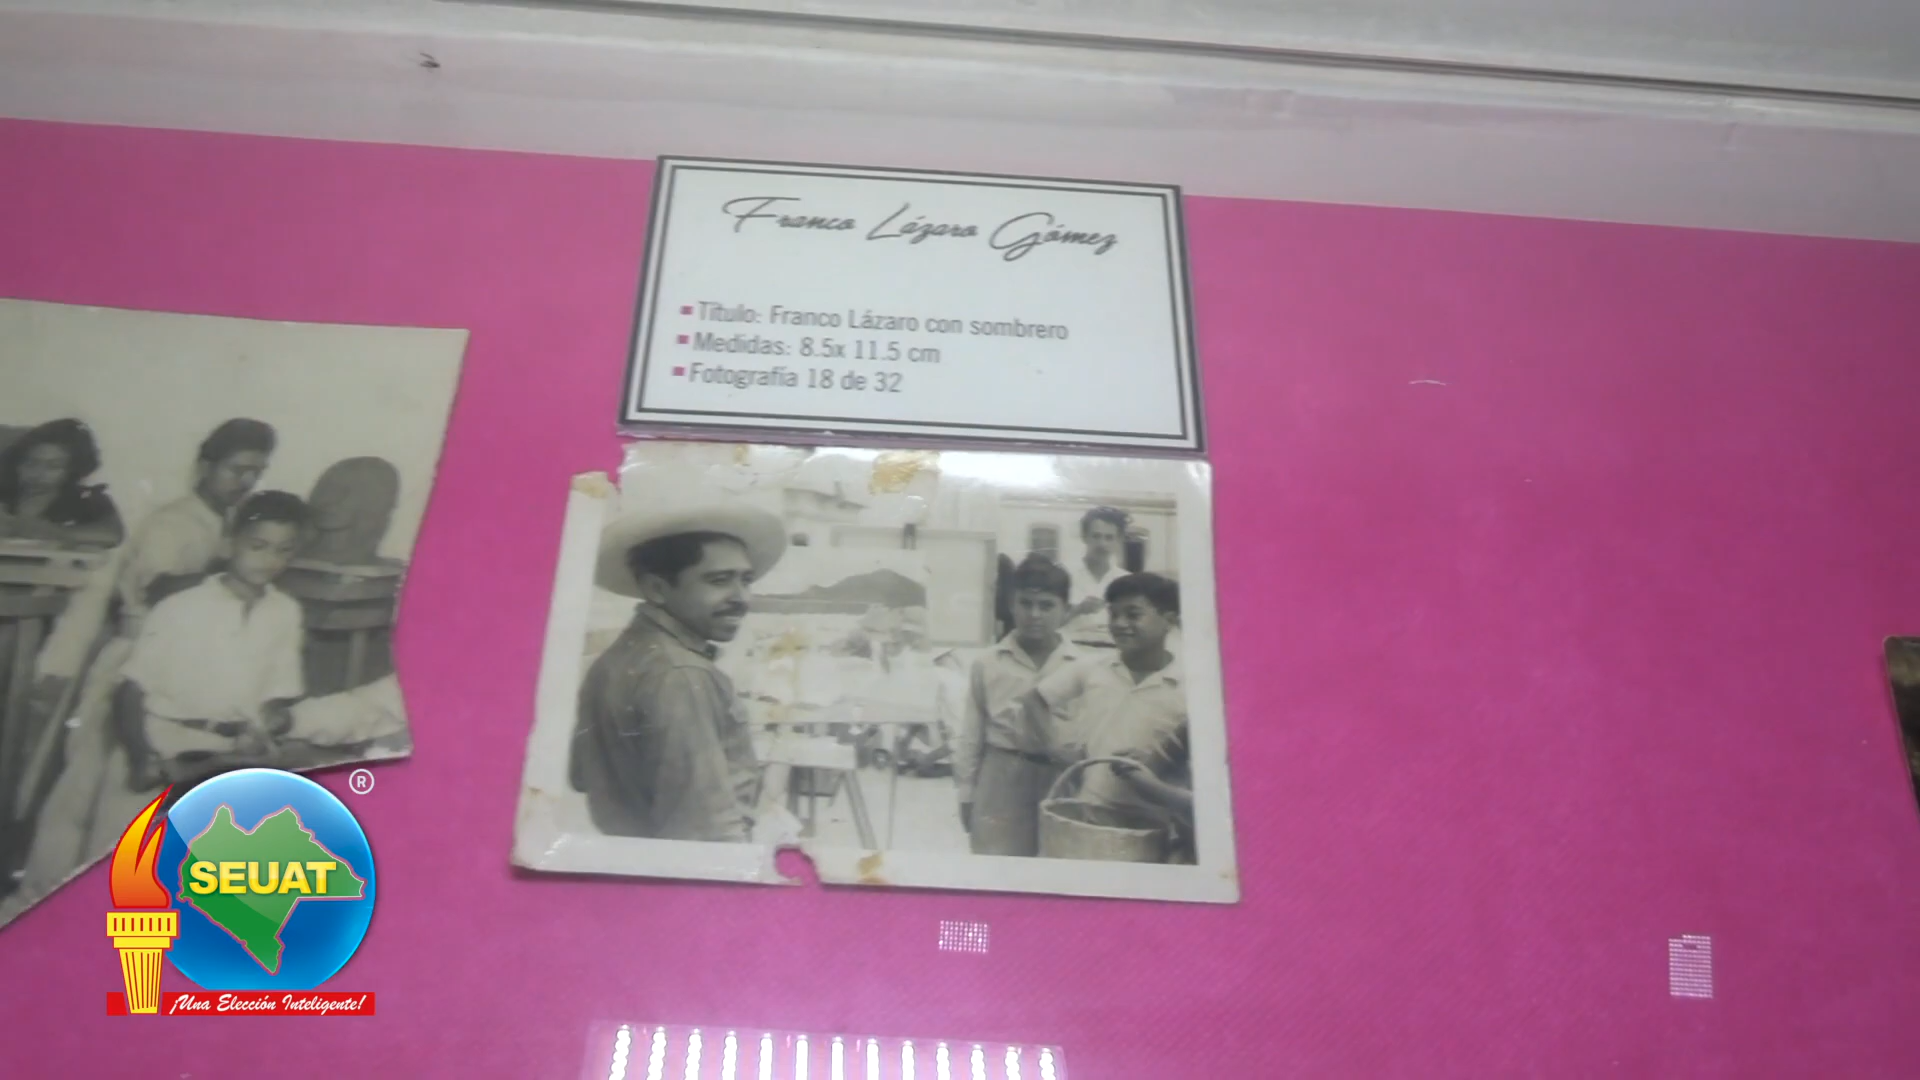 Franco Lázaro Gómez
Título: Franco Lázaro con sombrero
Medidas: 8.5x 11.5 cm
Fotografía 18 de 32
®
SEUAT
¡Una Elección Inteligente!